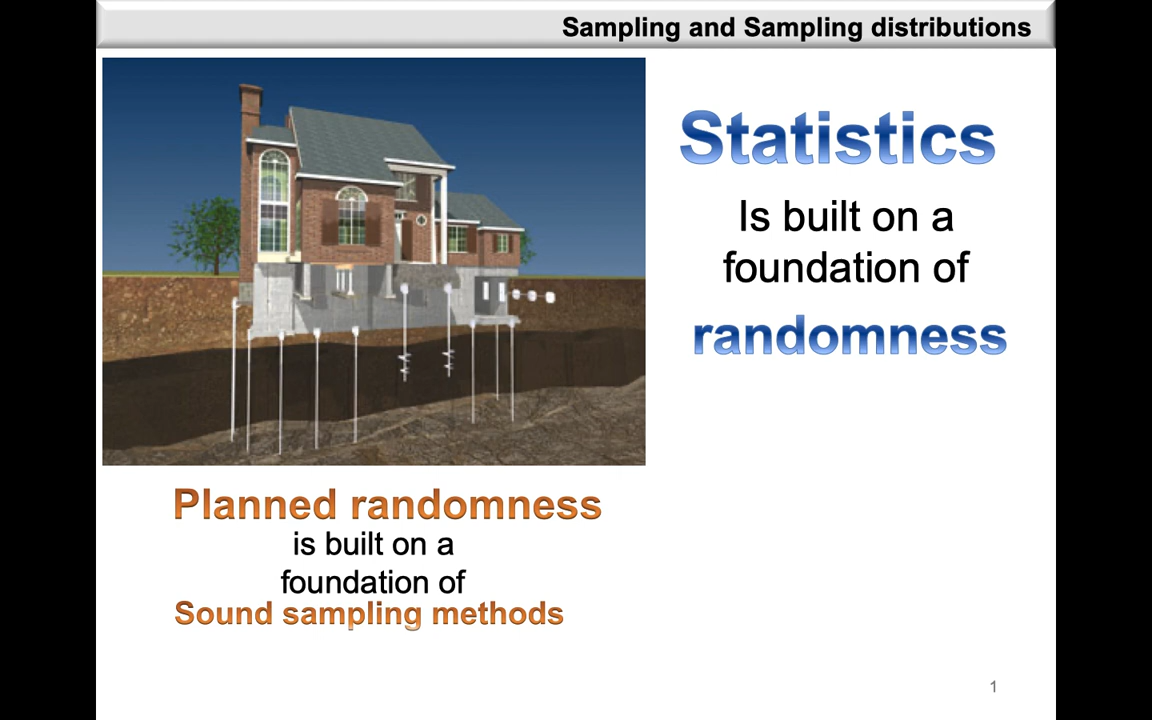 Sampling and Sampling distributions
Statistics
Is built on a
foundation of
randomness
Planned randomness
is built on a
foundation of
Sound sampling methods
1